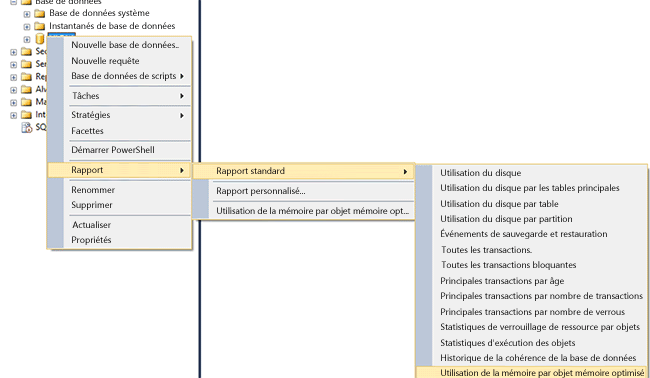 Base de données
Base de données système
Instantanés de base de données
Nouvelle base de données..
Nouvelle requête
Base de données de scripts
Tâches
Stratégies
Facettes
Démarrer PowerShell
Rapport
Renommer
Supprimer
Actualiser
Propriétés
Sec
Ser
Rep
Alw
Ma
Int
SQ
Rapport standard
Rapport personnalisé...
Utilisation de la mémoire par objet mémoire opt...
Utilisation du disque
Utilisation du disque par les tables principales
Utilisation du disque par table
Utilisation du disque par partition
Événements de sauvegarde et restauration
Toutes les transactions.
Toutes les transactions bloquantes
Principales transactions par âge
Principales transactions par nombre de transactions
Principales transactions par nombre de verrous
Statistiques de verrouillage de ressource par objets
Statistiques d'exécution des objets
Historique de la cohérence de la base de données
Utilisation de la mémoire par objet mémoire optimisé